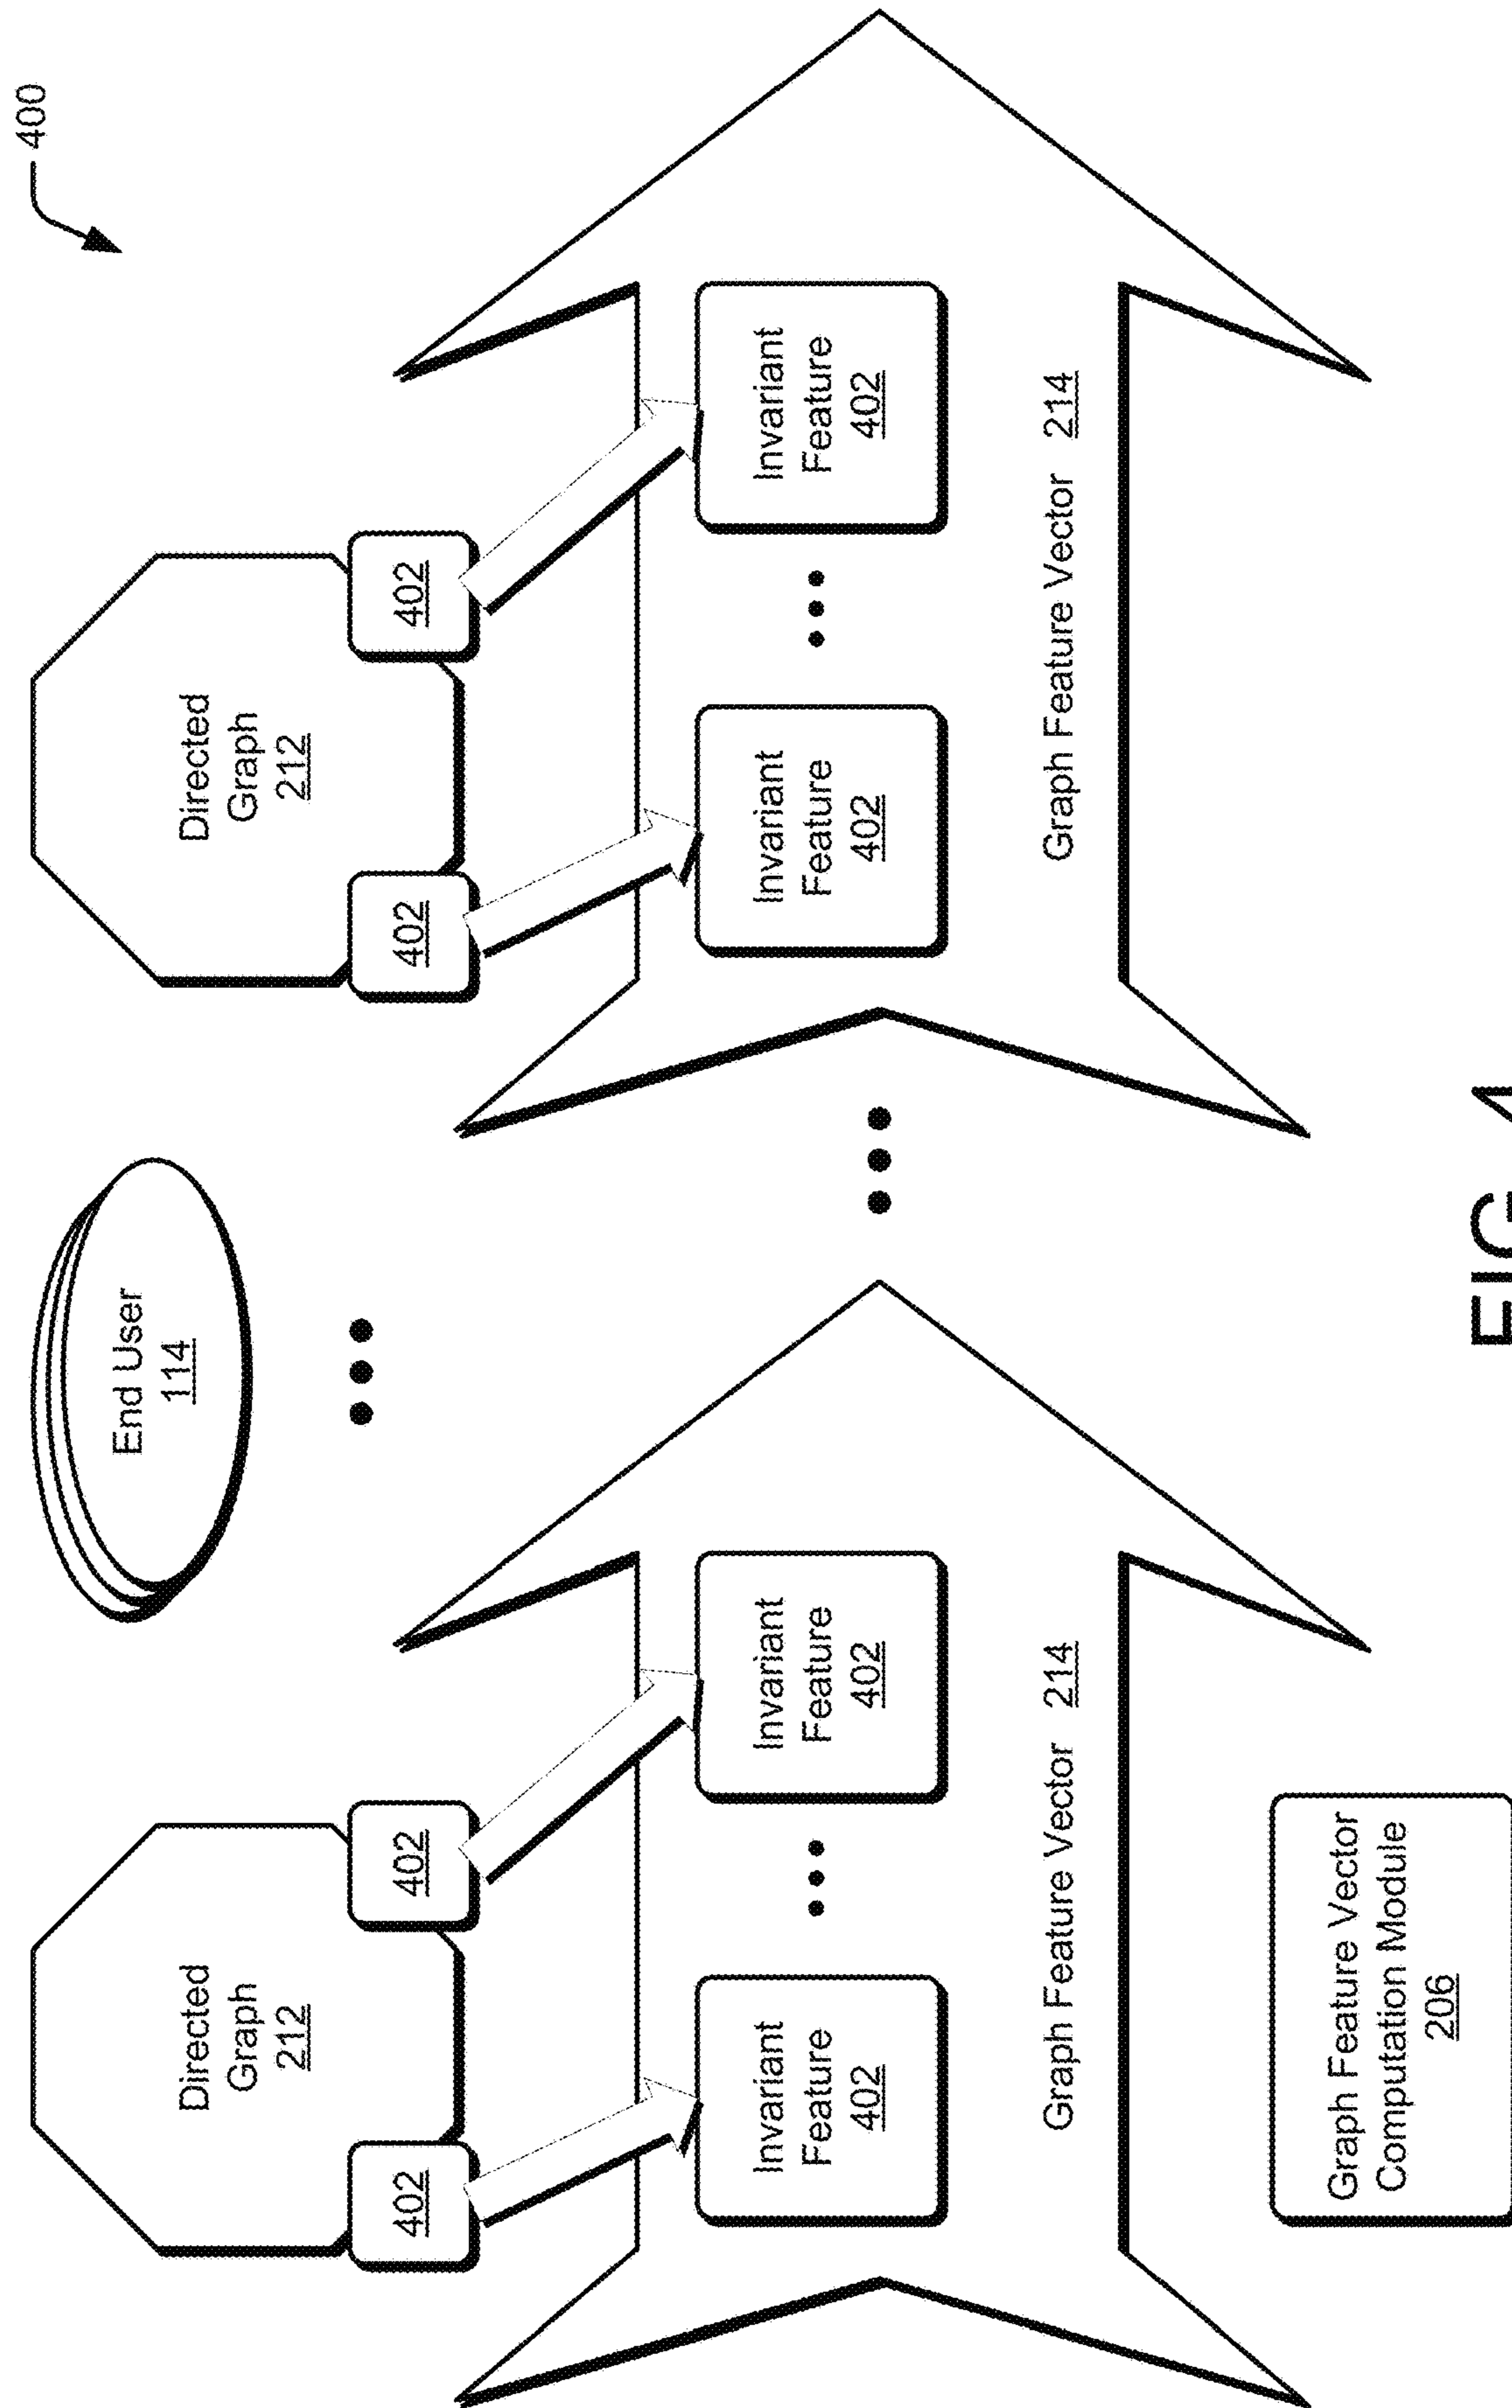 400
Directed
Graph
212
402
402
End User
114
Directed
Graph
212
402
402
Invariant
Feature
402
Invariant
Feature
402
Graph Feature Vector 214
Invariant
Feature
402
Invariant
Feature
402
Graph Feature Vector 214
Graph Feature Vector
Computation Module
206
FIG. 4